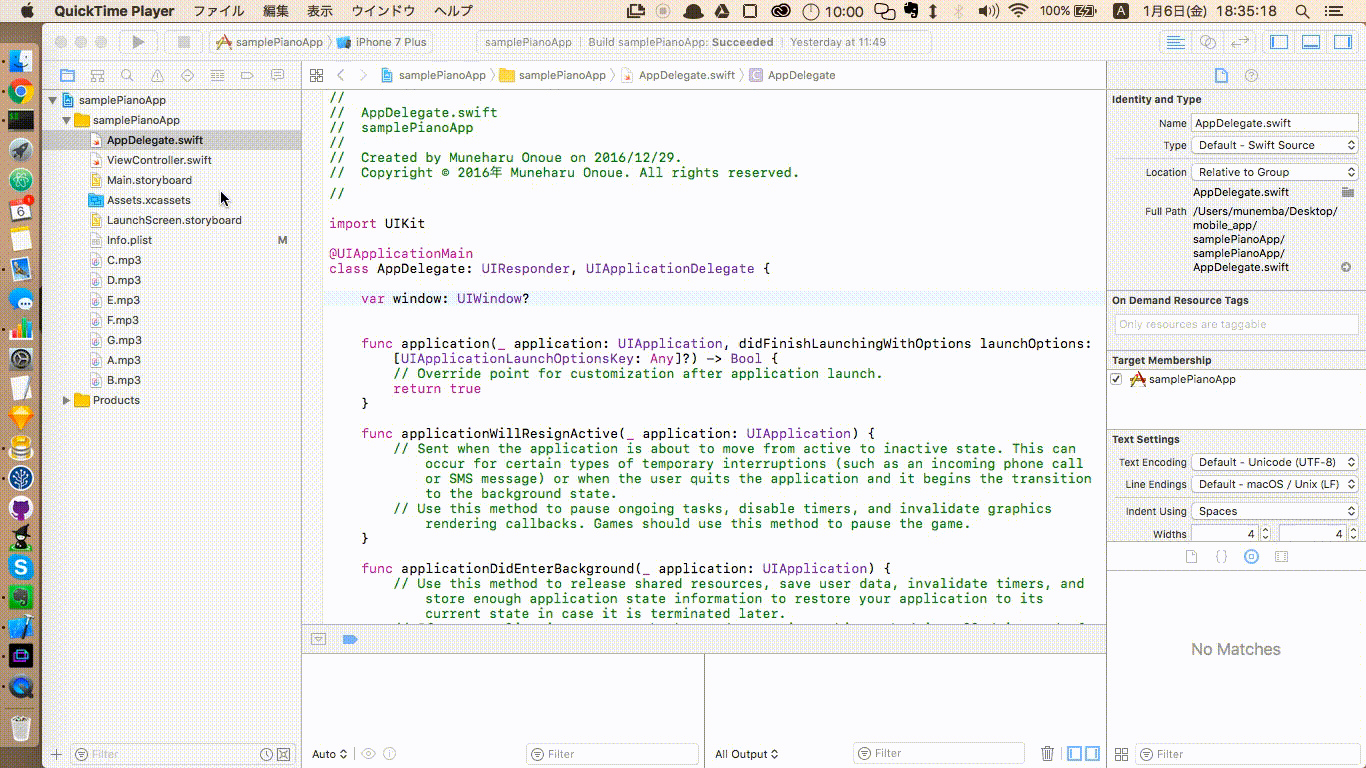 QuickTime Player ファイル 編集 表示 ウインドウ ヘルプ 10:00 100% A 1月6日(金) 18:35:18
samplePianoApp iPhone 7 Plus samplePianoApp Build samplePianoApp: Succeeded Yesterday at 11:49
samplePianoApp samplePianoApp AppDelegate.swift C AppDelegate
samplePianoApp
samplePianoApp
AppDelegate.swift
ViewController.swift
Main.storyboard
Assets.xcassets
LaunchScreen.storyboard
Info.plist M
C.mp3
D.mp3
E.mp3
F.mp3
G.mp3
A.mp3
B.mp3
Products
Filter
//
// AppDelegate.swift
// samplePianoApp
//
// Created by Muneharu Onoue on 2016/12/29.
// Copyright © 2016年 Muneharu Onoue. All rights reserved.
//
import UIKit
@UIApplicationMain
class AppDelegate: UIResponder, UIApplicationDelegate {
var window: UIWindow?
func application(_ application: UIApplication, didFinishLaunchingWithOptions launchOptions:
[UIApplicationLaunchOptionsKey: Any]?) -> Bool {
// Override point for customization after application launch.
return true
}
func applicationWillResignActive(_ application: UIApplication) {
// Sent when the application is about to move from active to inactive state. This can
occur for certain types of temporary interruptions (such as an incoming phone call
or SMS message) or when the user quits the application and it begins the transition
to the background state.
// Use this method to pause ongoing tasks, disable timers, and invalidate graphics
rendering callbacks. Games should use this method to pause the game.
}
func applicationDidEnterBackground(_ application: UIApplication) {
// Use this method to release shared resources, save user data, invalidate timers, and
store enough application state information to restore your application to its
current state in case it is terminated later.
Auto Filter
All Output Filter
Identity and Type
Name AppDelegate.swift
Type Default - Swift Source
Location Relative to Group
AppDelegate.swift
Full Path /Users/munemba/Desktop/
mobile_app/
samplePianoApp/
samplePianoApp/
AppDelegate.swift
On Demand Resource Tags
Only resources are taggable
Target Membership
samplePianoApp
Text Settings
Text Encoding Default - Unicode (UTF-8)
Line Endings Default - macOS / Unix (LF)
Indent Using Spaces
Widths 4 4
{ }
No Matches
Filter